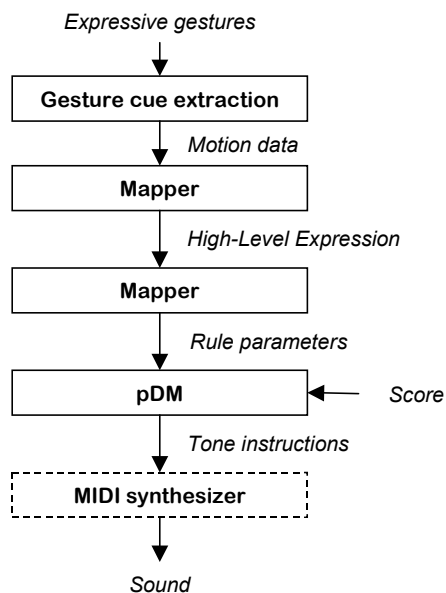 Expressive gestures
Gesture cue extraction
Motion data
Mapper
High-Level Expression
Mapper
Rule parameters
pDM
Score
Tone instructions
MIDI synthesizer
Sound